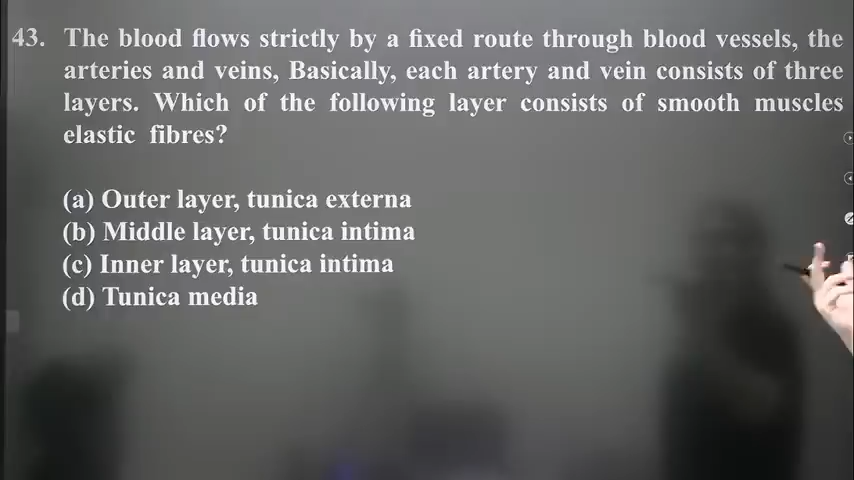 43. The blood flows strictly by a fixed route through blood vessels, the
arteries and veins, Basically, each artery and vein consists of three
layers. Which of the following layer consists of smooth muscles
elastic fibres?
(a) Outer layer, tunica externa
(b) Middle layer, tunica intima
(c) Inner layer, tunica intima
(d) Tunica media